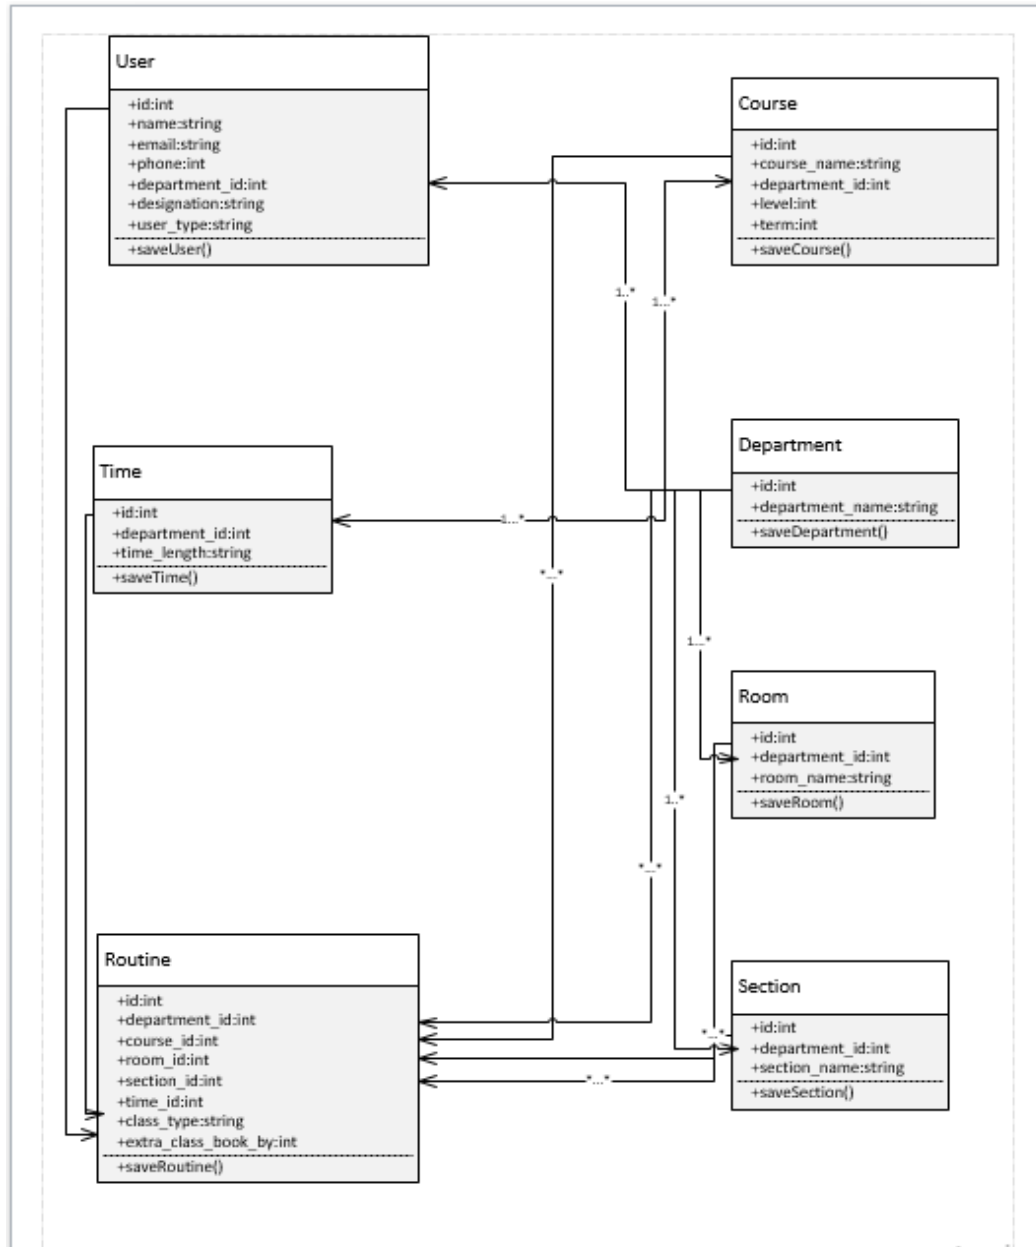 User
+id:int
+name:string
+email:string
+phone:int
+department_id:int
+designation:string
+user_type:string
+saveUser()
Course
+id:int
+course_name:string
+department_id:int
+level:int
+term:int
+saveCourse()
1..*
1...*
Department
+id:int
+department_name:string
+saveDepartment()
Time
+id:int
+department_id:int
+time_length:string
+saveTime()
1...*
*...*
1...*
Room
+id:int
+department_id:int
+room_name:string
+saveRoom()
1..*
*...*
Routine
+id:int
+department_id:int
+course_id:int
+room_id:int
+section_id:int
+time_id:int
+class_type:string
+extra_class_book_by:int
+saveRoutine()
Section
+id:int
+department_id:int
+section_name:string
+saveSection()
*...*
*...*